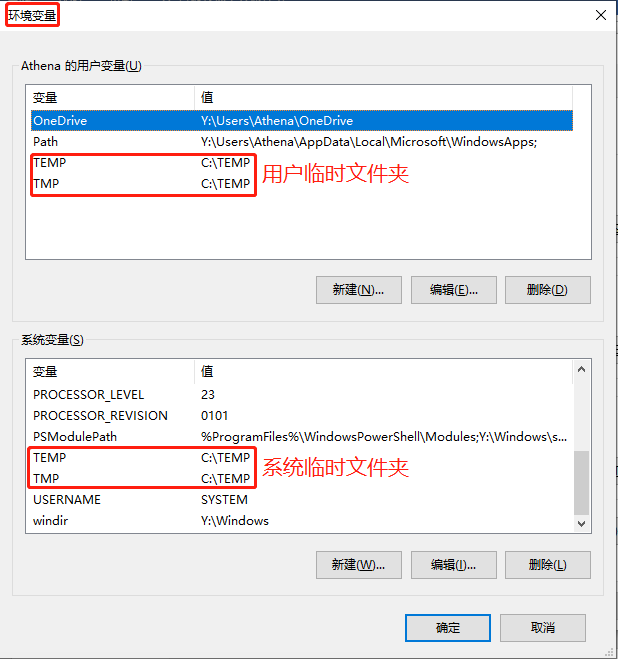 环境变量
Athena 的用户变量(U)
变量 值
OneDrive Y:\Users\Athena\OneDrive
Path Y:\Users\Athena\AppData\Local\Microsoft\WindowsApps;
TEMP C:\TEMP
TMP C:\TEMP
用户临时文件夹
新建(N)... 编辑(E)... 删除(D)
系统变量(S)
变量 值
PROCESSOR_LEVEL 23
PROCESSOR_REVISION 0101
PSModulePath %ProgramFiles%\WindowsPowerShell\Modules;Y:\Windows\s...
TEMP C:\TEMP
TMP C:\TEMP
系统临时文件夹
USERNAME SYSTEM
windir Y:\Windows
新建(W)... 编辑(I)... 删除(L)
确定 取消